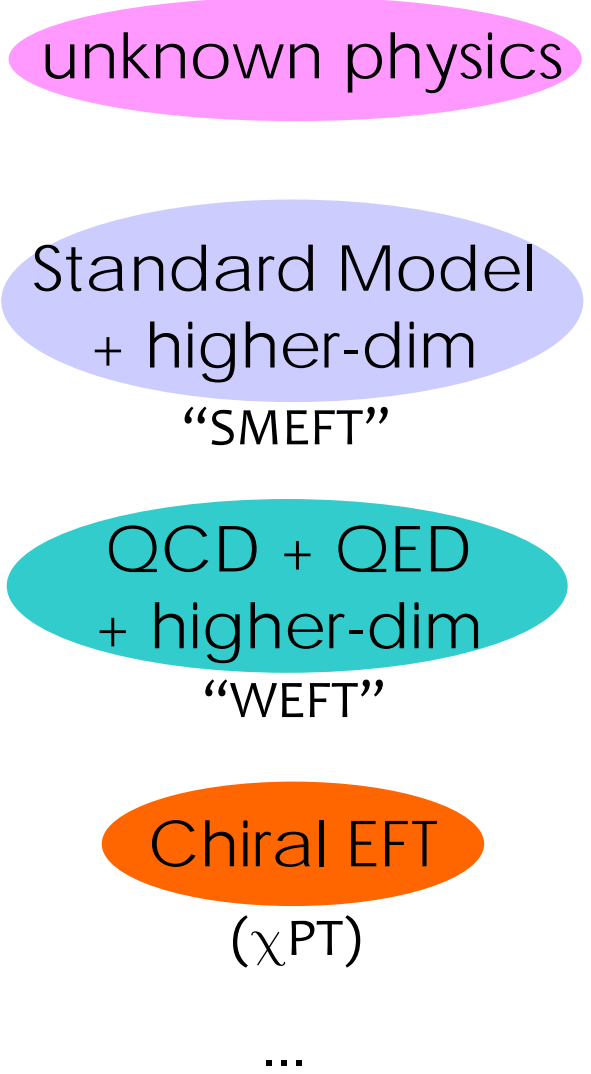 unknown physics
Standard Model
+ higher-dim
“SMEFT”
QCD + QED
+ higher-dim
“WEFT”
Chiral EFT
(χPT)
...